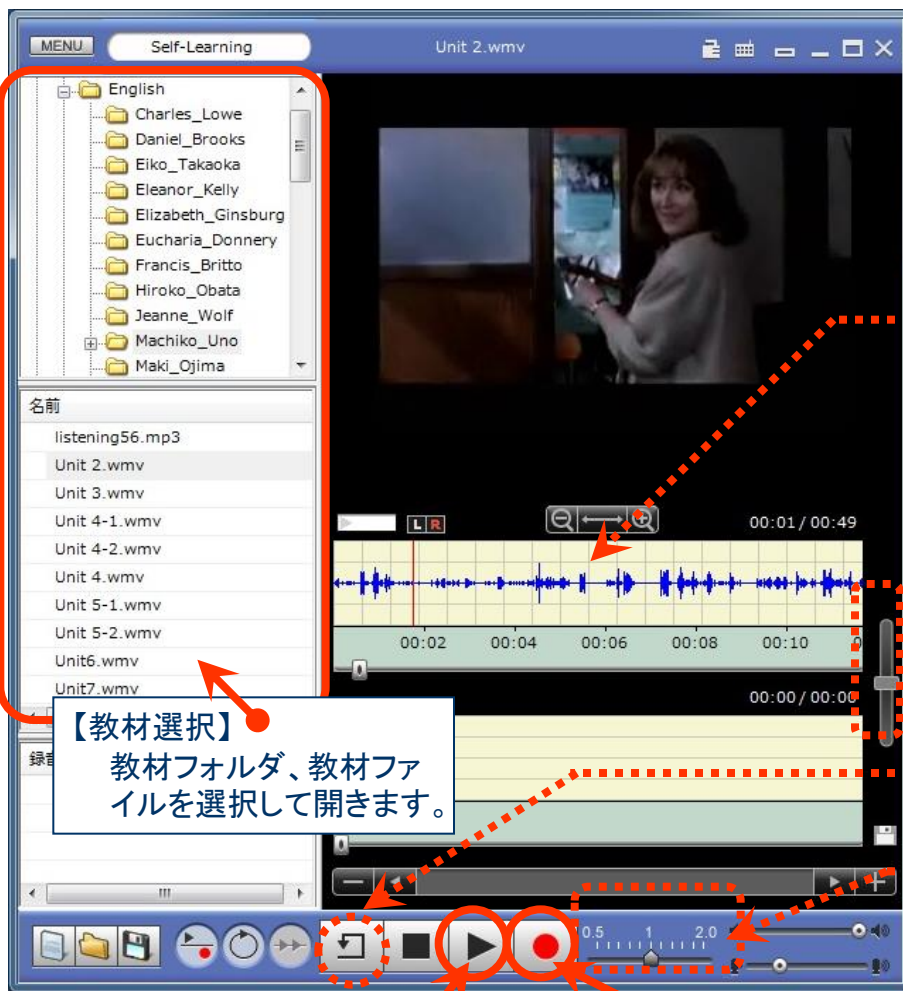 MENU
Self-Learning
Unit 2.wmv
English
Charles_Lowe
Daniel_Brooks
Eiko_Takaoka
Eleanor_Kelly
Elizabeth_Ginsburg
Eucharia_Donnery
Francis_Britto
Hiroko_Obata
Jeanne_Wolf
Machiko_Uno
Maki_Ojima
名前
listening56.mp3
Unit 2.wmv
Unit 3.wmv
Unit 4-1.wmv
Unit 4-2.wmv
Unit 4.wmv
Unit 5-1.wmv
Unit 5-2.wmv
Unit6.wmv
Unit7.wmv
L R
00:01 / 00:49
00:02 00:04 00:06 00:08 00:10
00:00 / 00:00
【教材選択】
教材フォルダ、教材ファ
イルを選択して開きます。
0.5 1 2.0